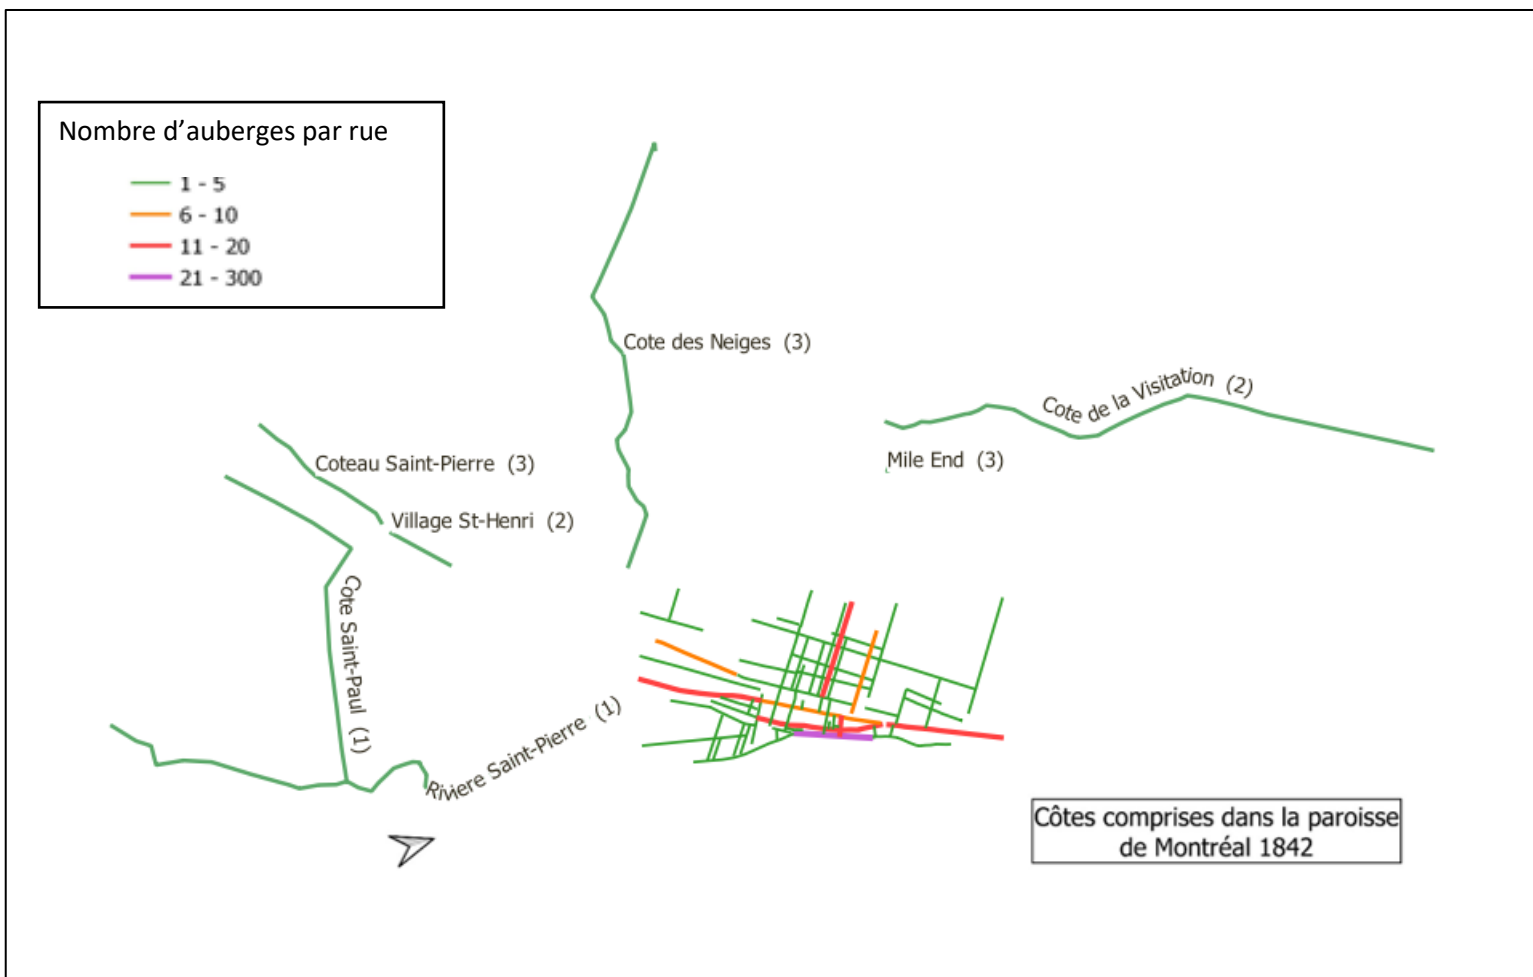 Nombre d’auberges par rue
1 - 5
6 - 10
11 - 20
21 - 300
Cote des Neiges (3)
Cote de la Visitation (2)
Mile End (3)
Coteau Saint-Pierre (3)
Village St-Henri (2)
Cote Saint-Paul (1)
Riviere Saint-Pierre (1)
Côtes comprises dans la paroisse
de Montréal 1842